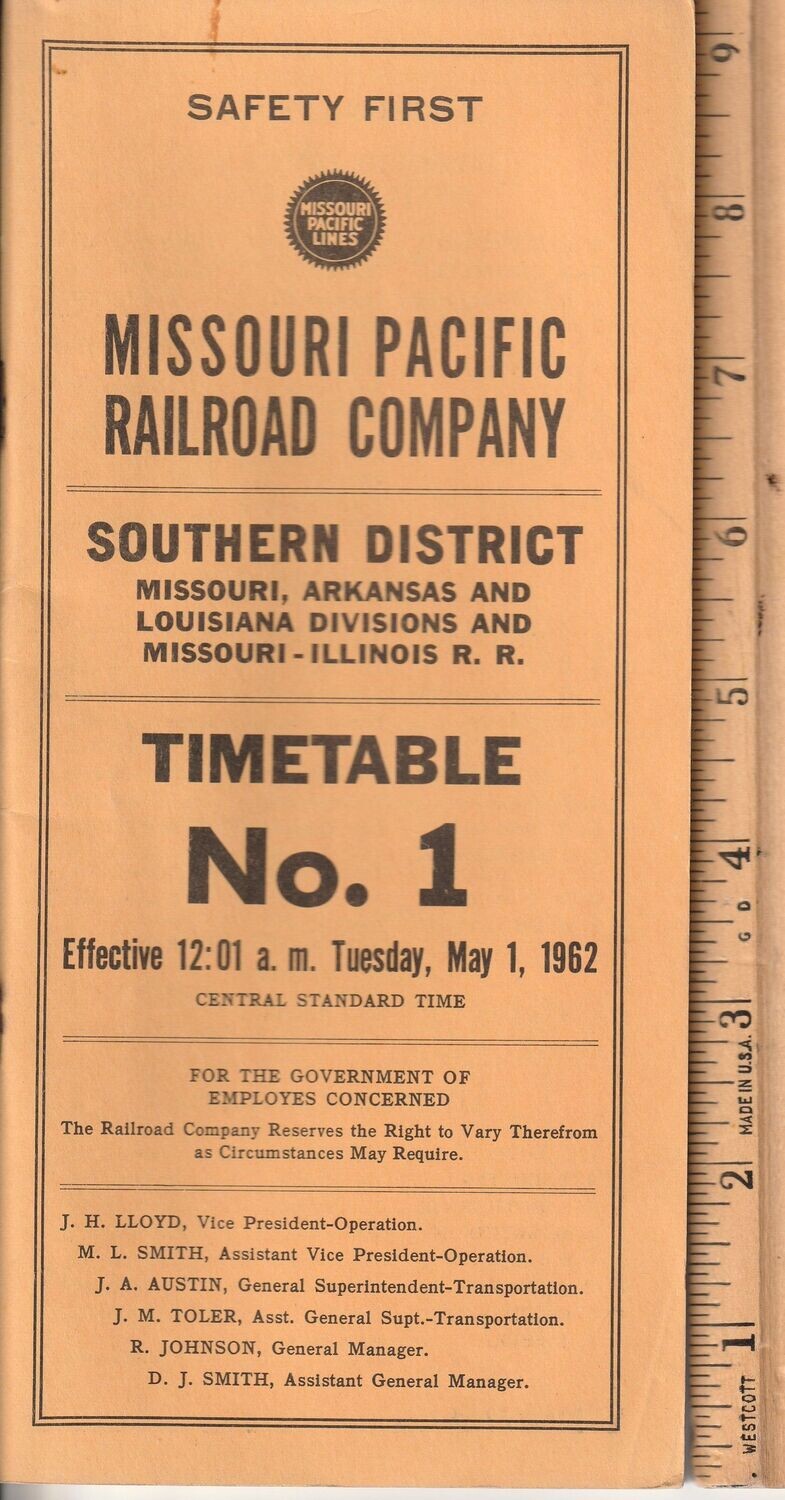 SAFETY FIRST
MISSOURI
PACIFIC
LINES
MISSOURI PACIFIC
RAILROAD COMPANY
SOUTHERN DISTRICT
MISSOURI, ARKANSAS AND
LOUISIANA DIVISIONS AND
MISSOURI - ILLINOIS R. R.
TIMETABLE
No. 1
Effective 12:01 a. m. Tuesday, May 1, 1962
CENTRAL STANDARD TIME
FOR THE GOVERNMENT OF
EMPLOYES CONCERNED
The Railroad Company Reserves the Right to Vary Therefrom
as Circumstances May Require.
J. H. LLOYD, Vice President-Operation.
M. L. SMITH, Assistant Vice President-Operation.
J. A. AUSTIN, General Superintendent-Transportation.
J. M. TOLER, Asst. General Supt.-Transportation.
R. JOHNSON, General Manager.
D. J. SMITH, Assistant General Manager.
9
8
7
6
5
4
G D
3
MADE IN U.S.A.
2
1
WESTCOTT